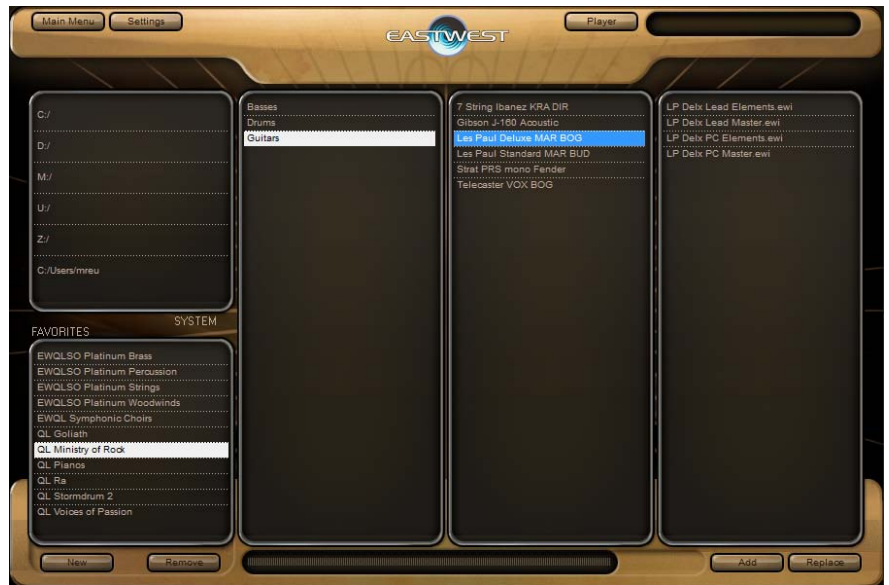 Main Menu
Settings
EASTWEST
Player
C:/
D:/
M:/
U:/
Z:/
C:/Users/mreu
SYSTEM
FAVORITES
EWQLSO Platinum Brass
EWQLSO Platinum Percussion
EWQLSO Platinum Strings
EWQLSO Platinum Woodwinds
EWQL Symphonic Choirs
QL Goliath
QL Ministry of Rock
QL Pianos
QL Ra
QL Stormdrum 2
QL Voices of Passion
Basses
Drums
Guitars
7 String Ibanez KRA DIR
Gibson J-160 Acoustic
Les Paul Deluxe MAR BOG
Les Paul Standard MAR BUD
Strat PRS mono Fender
Telecaster VOX BOG
LP Delx Lead Elements.ewi
LP Delx Lead Master.ewi
LP Delx PC Elements.ewi
LP Delx PC Master.ewi
New
Remove
Add
Replace